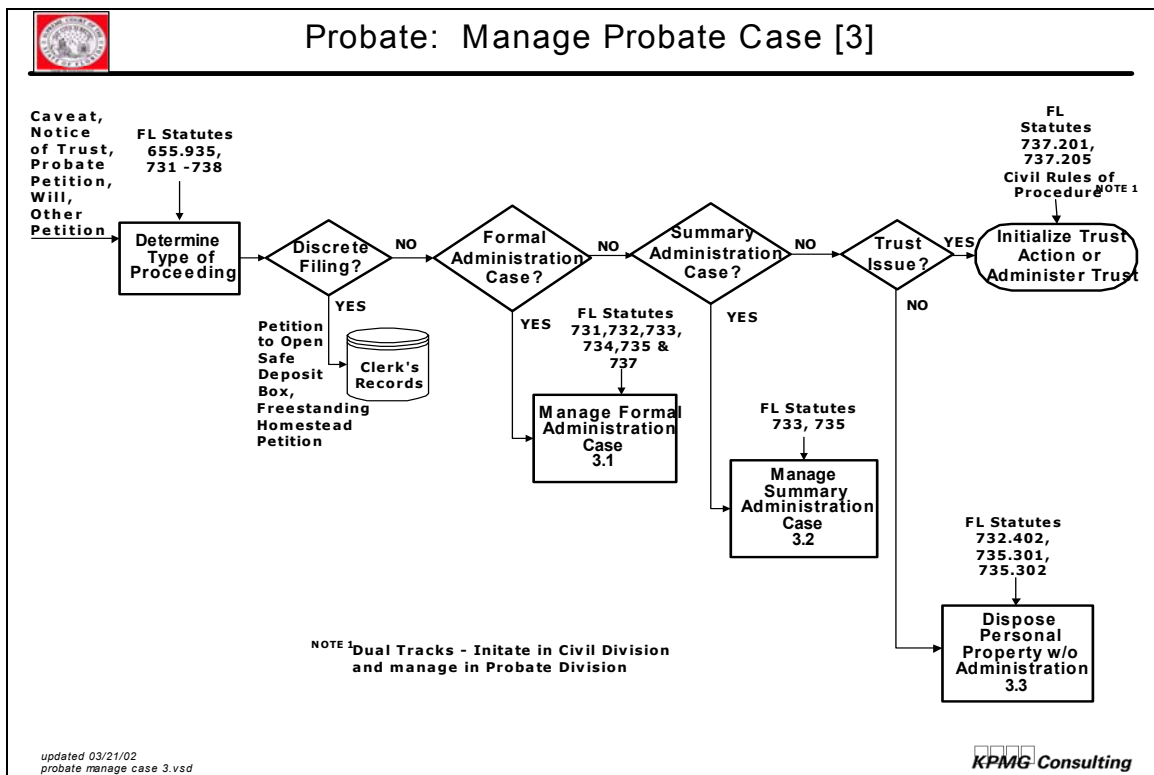 Probate: Manage Probate Case [3]
Caveat,
Notice
of Trust,
Probate
Petition,
Will,
Other
Petition
FL Statutes
655.935,
731 -738
Determine
Type of
Proceeding
Discrete
Filing?
NO
YES
Petition
to Open
Safe
Deposit
Box,
Freestanding
Homestead
Petition
Clerk's
Records
Formal
Administration
Case?
NO
YES
FL Statutes
731,732,733,
734,735 &
737
Manage Formal
Administration
Case
3.1
Summary
Administration
Case?
NO
YES
FL Statutes
733, 735
Manage
Summary
Administration
Case
3.2
Trust
Issue?
YES
NO
FL
Statutes
737.201,
737.205
Civil Rules of
Procedure NOTE 1
Initialize Trust
Action or
Administer Trust
FL Statutes
732.402,
735.301,
735.302
Dispose
Personal
Property w/o
Administration
3.3
NOTE 1 Dual Tracks - Initate in Civil Division
and manage in Probate Division
updated 03/21/02
probate manage case 3.vsd
KPMG Consulting